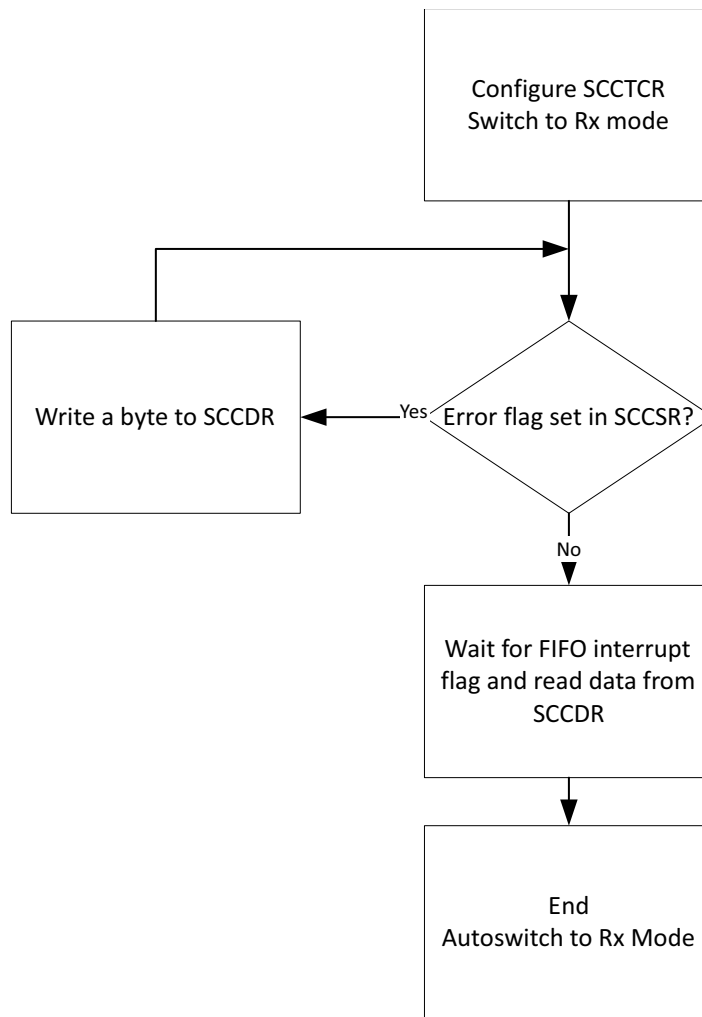 Configure SCCTCR
Switch to Rx mode
Write a byte to SCCDR
Yes
Error flag set in SCCSR?
No
Wait for FIFO interrupt
flag and read data from
SCCDR
End
Autoswitch to Rx Mode